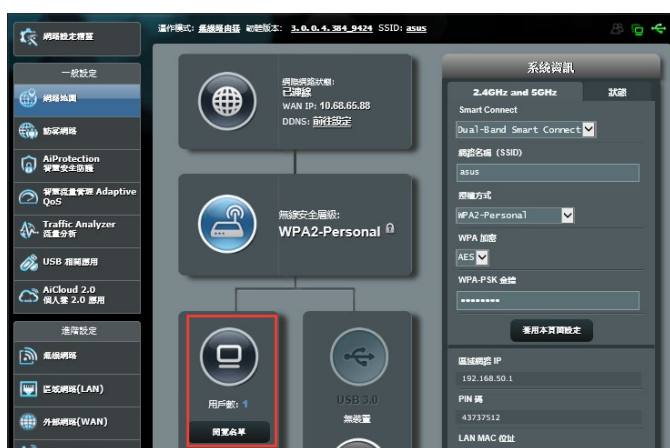 網路設定精靈
運作模式: 無線路由器 韌體版本: 3.0.0.4.384_9424 SSID: asus
一般設定
網路地圖
訪客網路
AiProtection
智慧安全防護
智慧流量管理 Adaptive
QoS
Traffic Analyzer
流量分析
USB 相關應用
AiCloud 2.0
個人雲 2.0 應用
進階設定
無線網路
區域網路(LAN)
外部網路(WAN)
網際網路狀態:
已連線
WAN IP: 10.68.65.88
DDNS: 前往設定
無線安全層級:
WPA2-Personal
用戶數: 1
閱覽名單
USB 3.0
無裝置
系統資訊
2.4GHz and 5GHz
狀態
Smart Connect
Dual-Band Smart Connect
網路名稱 (SSID)
asus
授權方式
WPA2-Personal
WPA 加密
AES
WPA-PSK 金鑰
••••••••
套用本頁面設定
區域網路 IP
192.168.50.1
PIN 碼
43737512
LAN MAC 位址